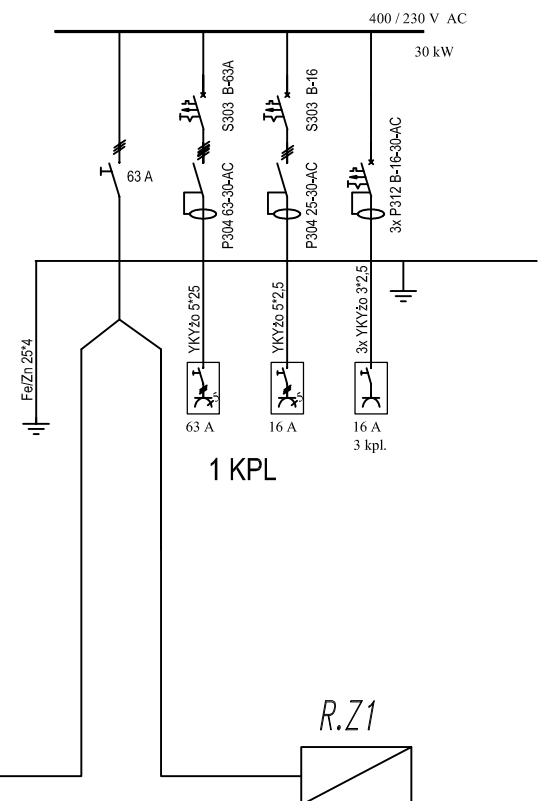 400 / 230 V AC
30 kW
63 A
S303 B-63A
P304 63-30-AC
S303 B-16
P304 25-30-AC
3x P312 B-16-30-AC
Fe/Zn 25*4
YKYżo 5*25
YKYżo 5*2,5
3x YKYżo 3*2,5
5
5
63 A
16 A
16 A
3 kpl.
1 KPL
R.Z1